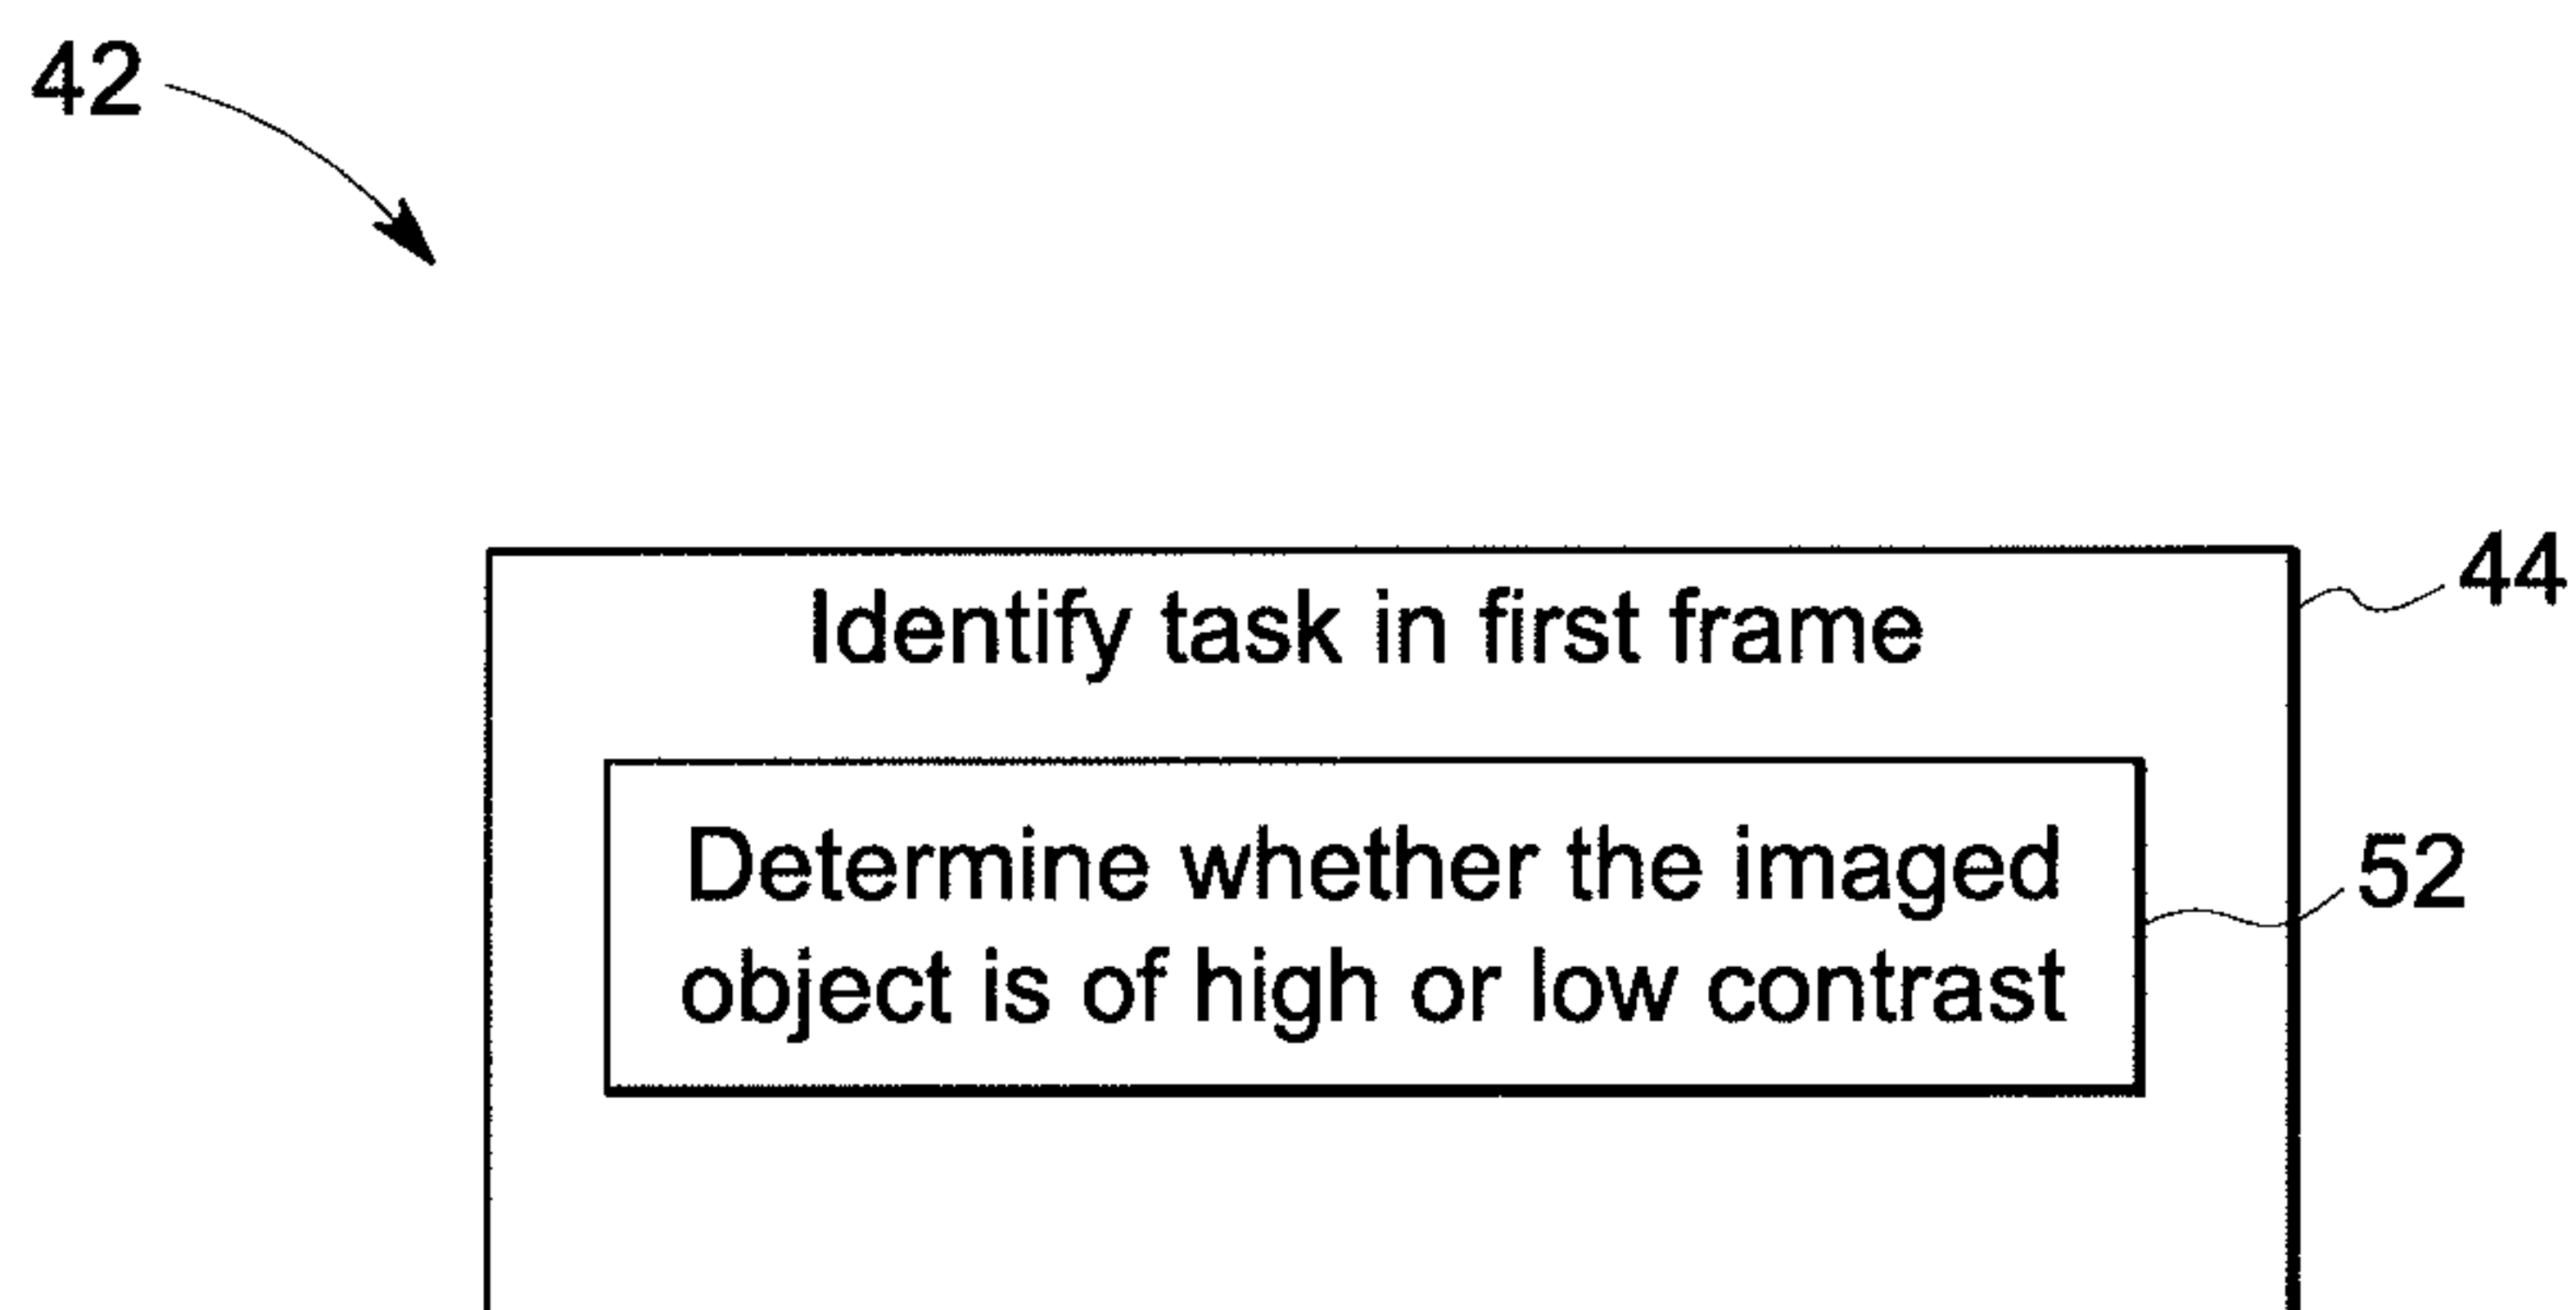 42
Identify task in first frame
44
Determine whether the imaged
object is of high or low contrast
52